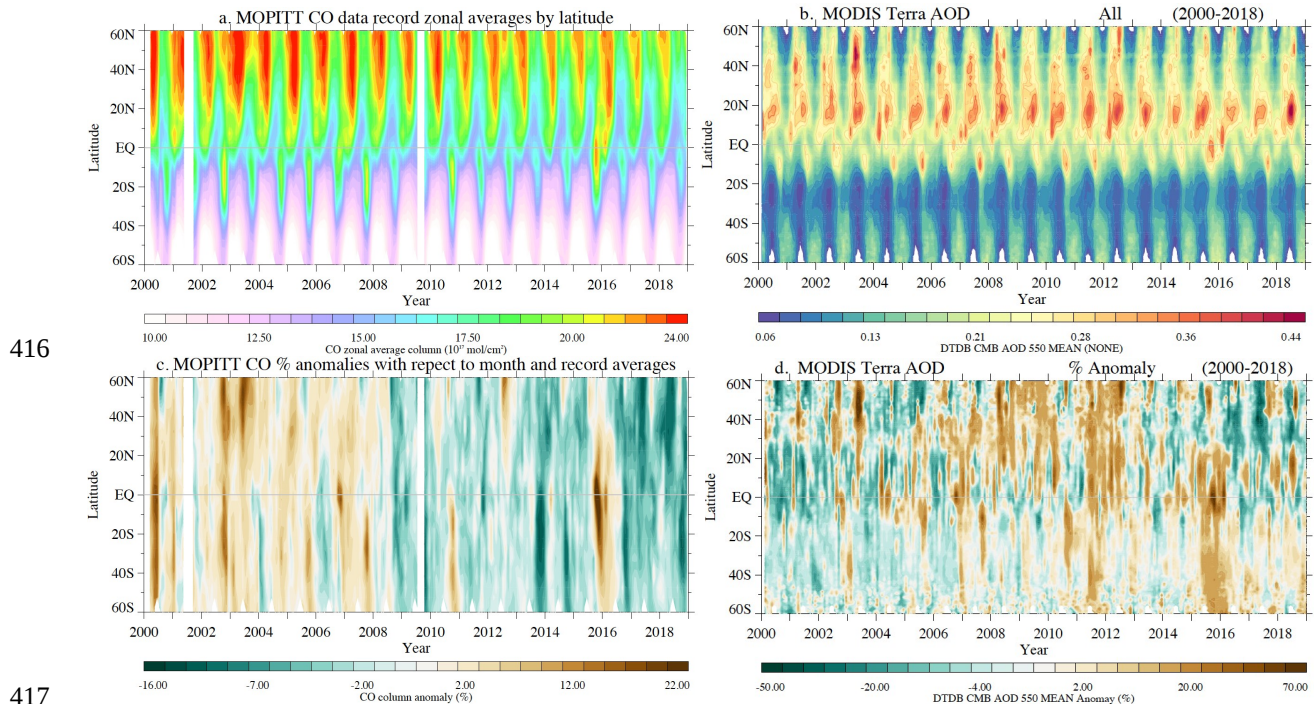 a. MOPITT CO data record zonal averages by latitude
60N
40N
20N
EQ
20S
40S
60S
Latitude
2000 2002 2004 2006 2008 2010 2012 2014 2016 2018
Year
10.00 12.50 15.00 17.50 20.00 24.00
CO zonal average column (10¹⁷ mol/cm²)
b. MODIS Terra AOD All (2000-2018)
60N
40N
20N
EQ
20S
40S
60S
Latitude
2000 2002 2004 2006 2008 2010 2012 2014 2016 2018
Year
0.06 0.13 0.21 0.28 0.36 0.44
DTDB CMB AOD 550 MEAN (NONE)
416
c. MOPITT CO % anomalies with repect to month and record averages
60N
40N
20N
EQ
20S
40S
60S
Latitude
2000 2002 2004 2006 2008 2010 2012 2014 2016 2018
Year
-16.00 -7.00 -2.00 2.00 12.00 22.00
CO column anomaly (%)
d. MODIS Terra AOD % Anomaly (2000-2018)
60N
40N
20N
EQ
20S
40S
60S
Latitude
2000 2002 2004 2006 2008 2010 2012 2014 2016 2018
Year
-50.00 -20.00 -4.00 2.00 20.00 70.00
DTDB CMB AOD 550 MEAN Anomay (%)
417